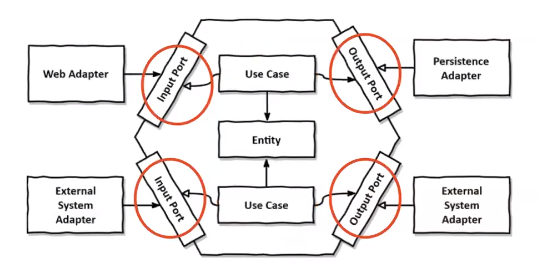 Web Adapter
Input Port
Use Case
Output Port
Persistence
Adapter
Entity
External
System
Adapter
Input Port
Use Case
Output Port
External
System
Adapter